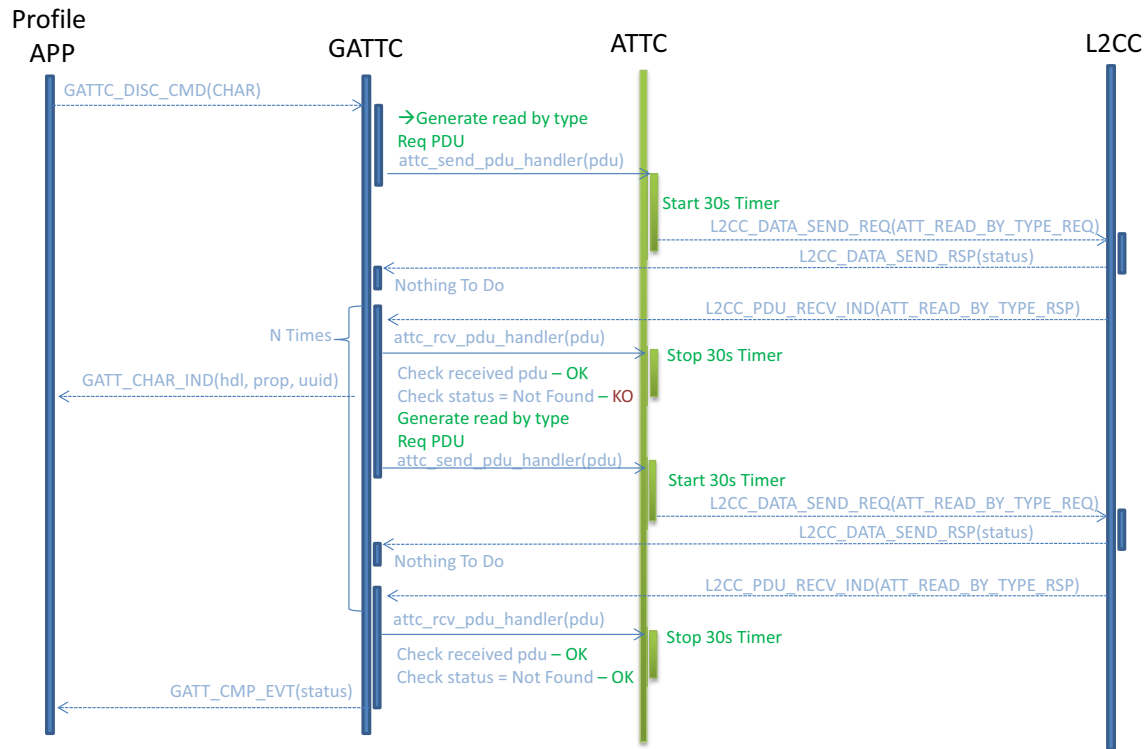 Profile
APP
GATTC
ATTC
L2CC
GATTC_DISC_CMD(CHAR)
→Generate read by type
Req PDU
attc_send_pdu_handler(pdu)
Start 30s Timer
L2CC_DATA_SEND_REQ(ATT_READ_BY_TYPE_REQ)
L2CC_DATA_SEND_RSP(status)
Nothing To Do
L2CC_PDU_RECV_IND(ATT_READ_BY_TYPE_RSP)
N Times
attc_rcv_pdu_handler(pdu)
Stop 30s Timer
GATT_CHAR_IND(hdl, prop, uuid)
Check received pdu – OK
Check status = Not Found – KO
Generate read by type
Req PDU
attc_send_pdu_handler(pdu)
Start 30s Timer
L2CC_DATA_SEND_REQ(ATT_READ_BY_TYPE_REQ)
L2CC_DATA_SEND_RSP(status)
Nothing To Do
L2CC_PDU_RECV_IND(ATT_READ_BY_TYPE_RSP)
attc_rcv_pdu_handler(pdu)
Stop 30s Timer
Check received pdu – OK
Check status = Not Found – OK
GATT_CMP_EVT(status)